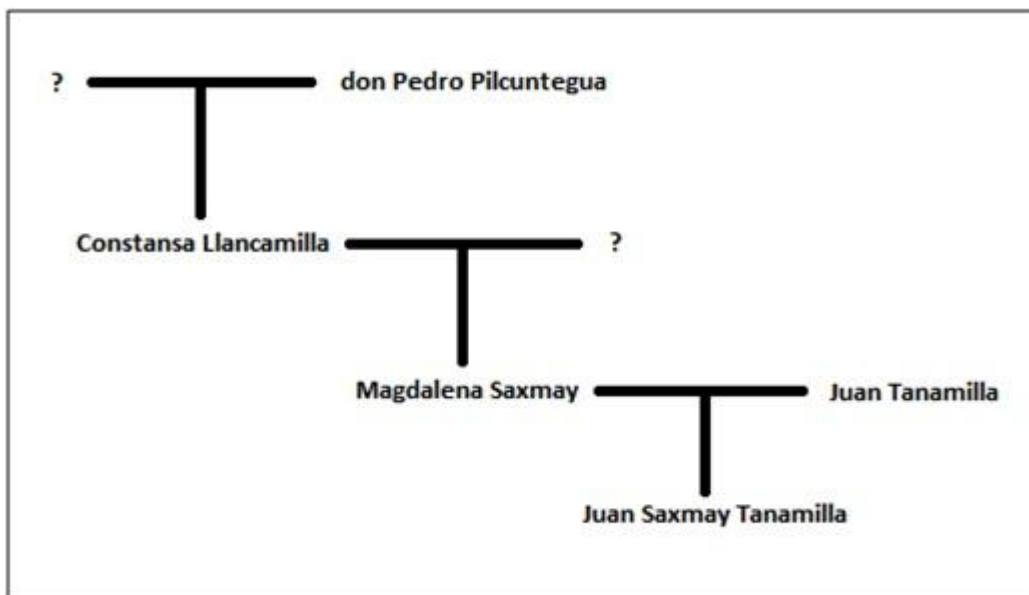 ? don Pedro Pilcuntegua
Constansa Llancamilla ?
Magdalena Saxmay Juan Tanamilla
Juan Saxmay Tanamilla